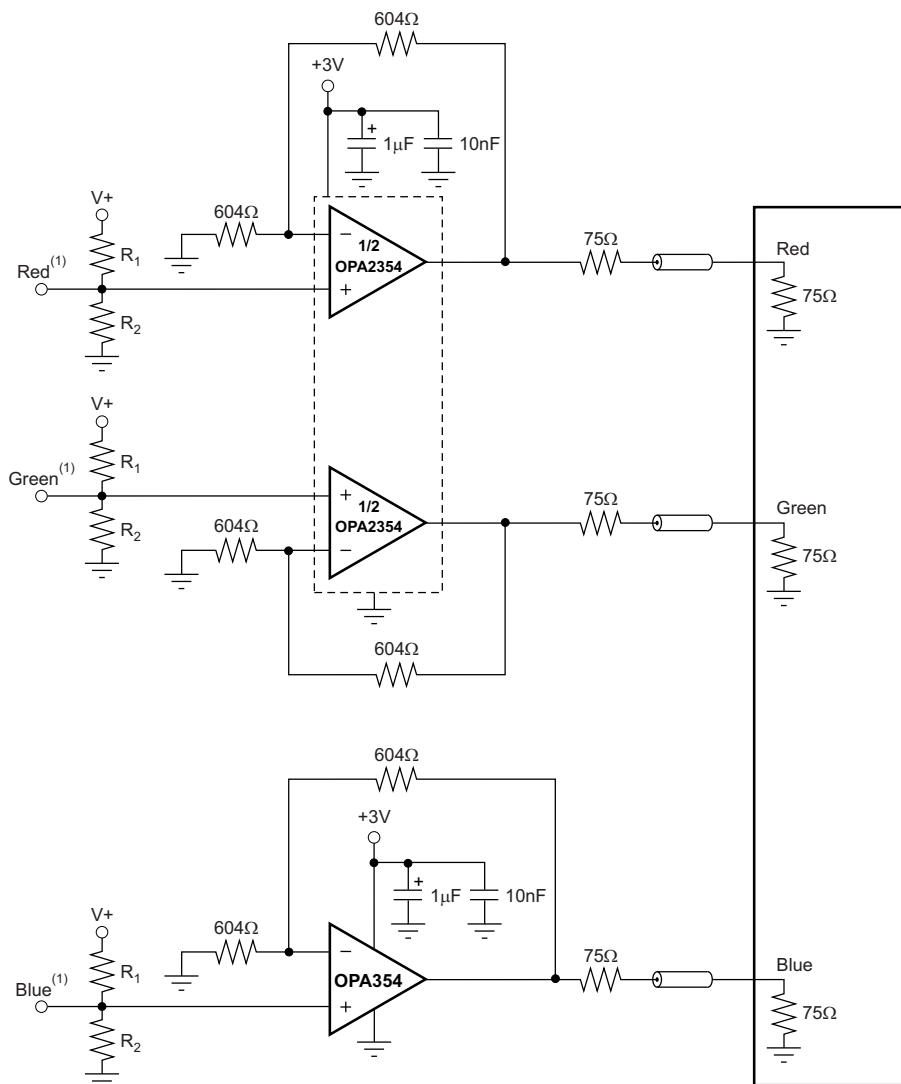 604Ω
+3V
+
1μF
10nF
V+
604Ω
R1
Red(1)
R2
−
1/2
OPA2354
+
75Ω
Red
75Ω
V+
R1
Green(1)
R2
604Ω
+
1/2
OPA2354
−
75Ω
Green
75Ω
604Ω
604Ω
+3V
+
1μF
10nF
V+
604Ω
R1
Blue(1)
R2
−
OPA354
+
75Ω
Blue
75Ω